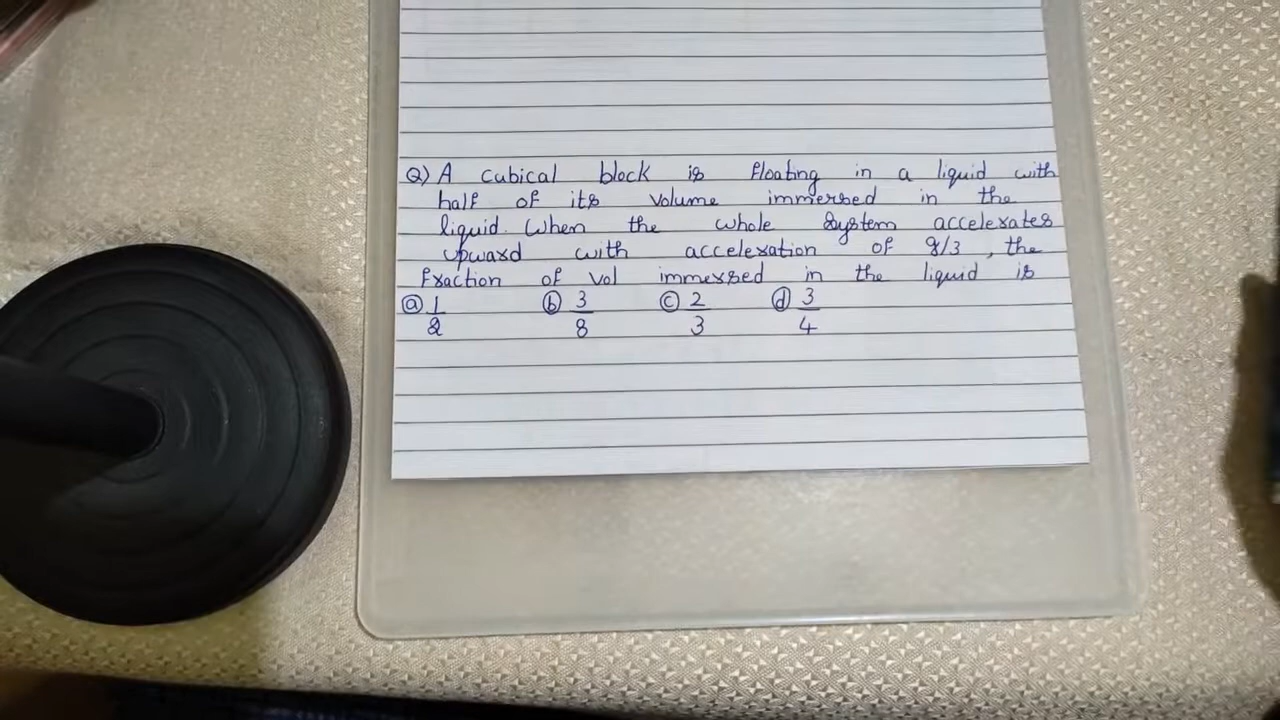 Q) A cubical block is floating in a liquid with
half of its volume immersed in the
liquid. When the whole system accelerates
upward with acceleration of g/3, the
fraction of vol immersed in the liquid is
ⓐ 1/2 ⓑ 3/8 ⓒ 2/3 ⓓ 3/4